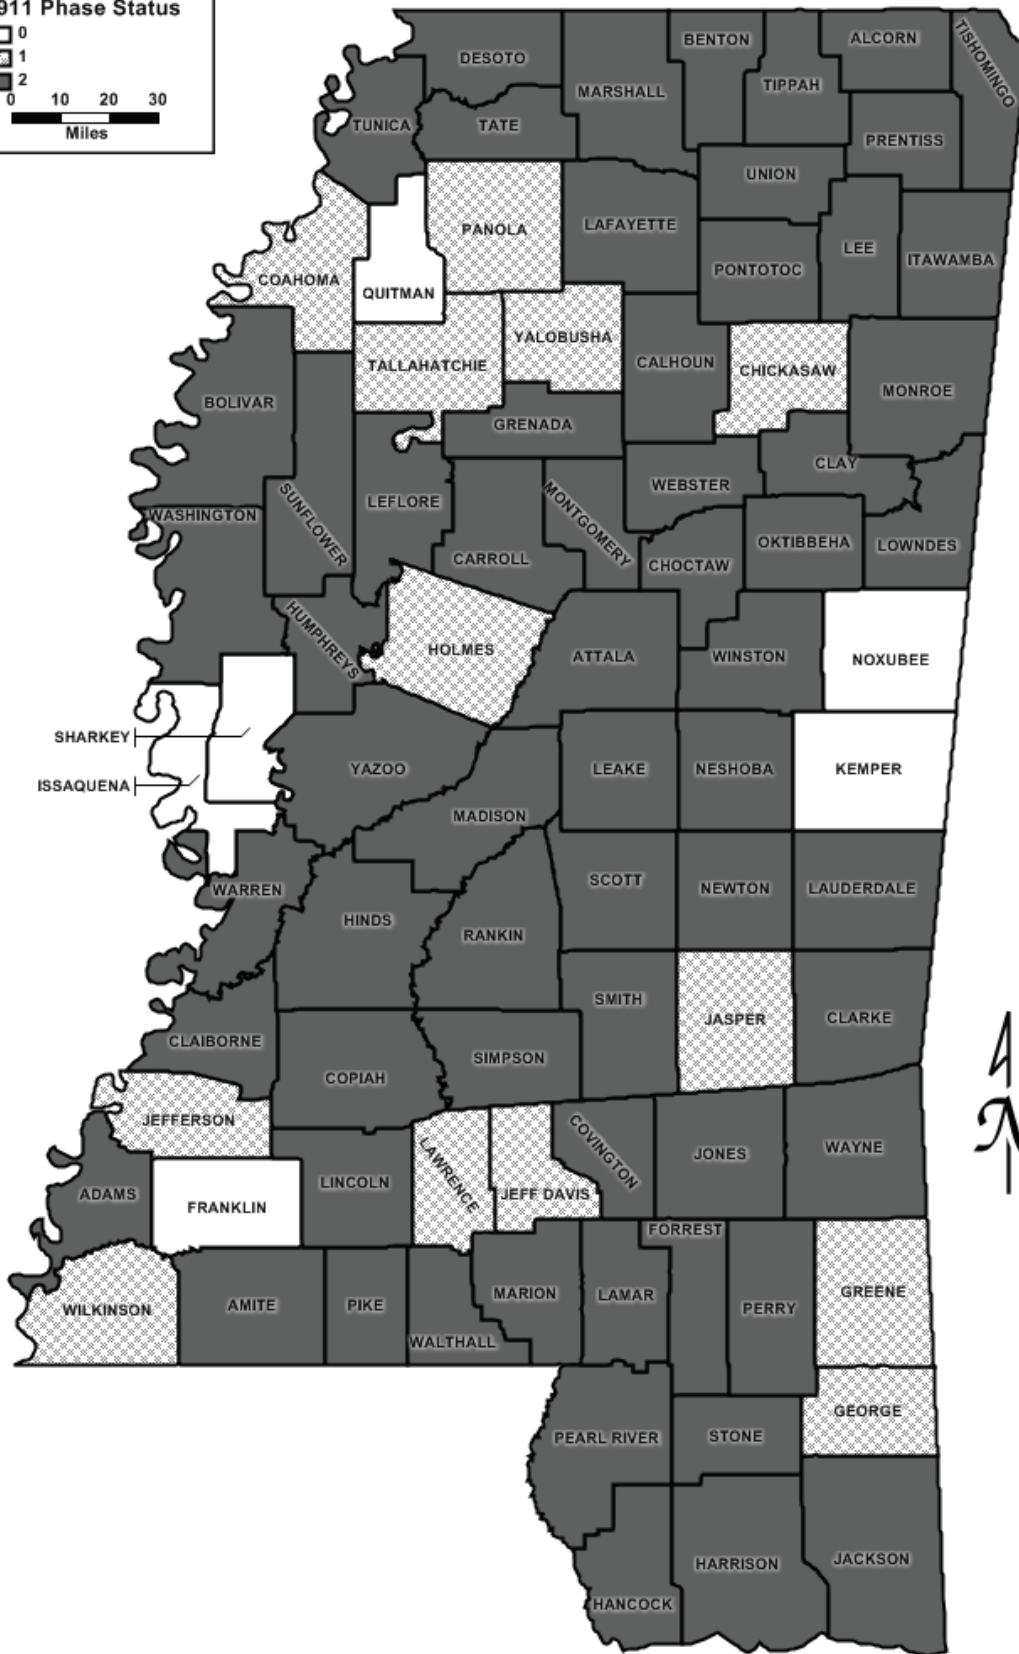 911 Phase Status
0
1
2
0 10 20 30
Miles
DESOTO
MARSHALL
BENTON
TIPPAH
ALCORN
TISHOMINGO
TUNICA
TATE
PRENTISS
UNION
PANOLA
LAFAYETTE
PONTOTOC
LEE
ITAWAMBA
COAHOMA
QUITMAN
TALLAHATCHIE
YALOBUSHA
CALHOUN
CHICKASAW
MONROE
BOLIVAR
GRENADA
CLAY
WASHINGTON
SUNFLOWER
LEFLORE
CARROLL
MONTGOMERY
WEBSTER
CHOCTAW
OKTIBBEHA
LOWNDES
HUMPHREYS
HOLMES
ATTALA
WINSTON
NOXUBEE
SHARKEY
ISSAQUENA
YAZOO
MADISON
LEAKE
NESHOBA
KEMPER
WARREN
HINDS
RANKIN
SCOTT
NEWTON
LAUDERDALE
CLAIBORNE
COPIAH
SIMPSON
SMITH
JASPER
CLARKE
JEFFERSON
ADAMS
FRANKLIN
LINCOLN
LAWRENCE
JEFF DAVIS
COVINGTON
JONES
WAYNE
WILKINSON
AMITE
PIKE
WALTHALL
MARION
LAMAR
FORREST
PERRY
GREENE
GEORGE
PEARL RIVER
STONE
HANCOCK
HARRISON
JACKSON
N